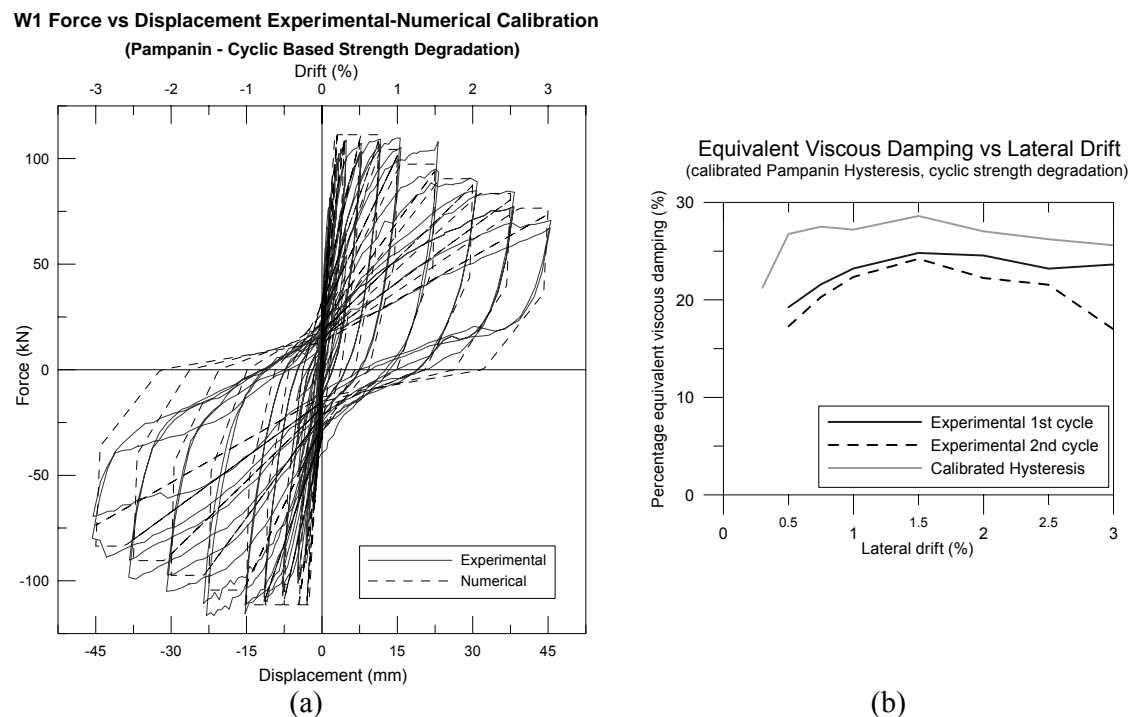 W1 Force vs Displacement Experimental-Numerical Calibration
(Pampanin - Cyclic Based Strength Degradation)
Drift (%)
-3 -2 -1 0 1 2 3
100
50
0
-50
-100
Force (kN)
Experimental
Numerical
-45 -30 -15 0 15 30 45
Displacement (mm)
(a)
Equivalent Viscous Damping vs Lateral Drift
(calibrated Pampanin Hysteresis, cyclic strength degradation)
30
20
10
0
Percentage equivalent viscous damping (%)
Experimental 1st cycle
Experimental 2nd cycle
Calibrated Hysteresis
0 0.5 1 1.5 2 2.5 3
Lateral drift (%)
(b)